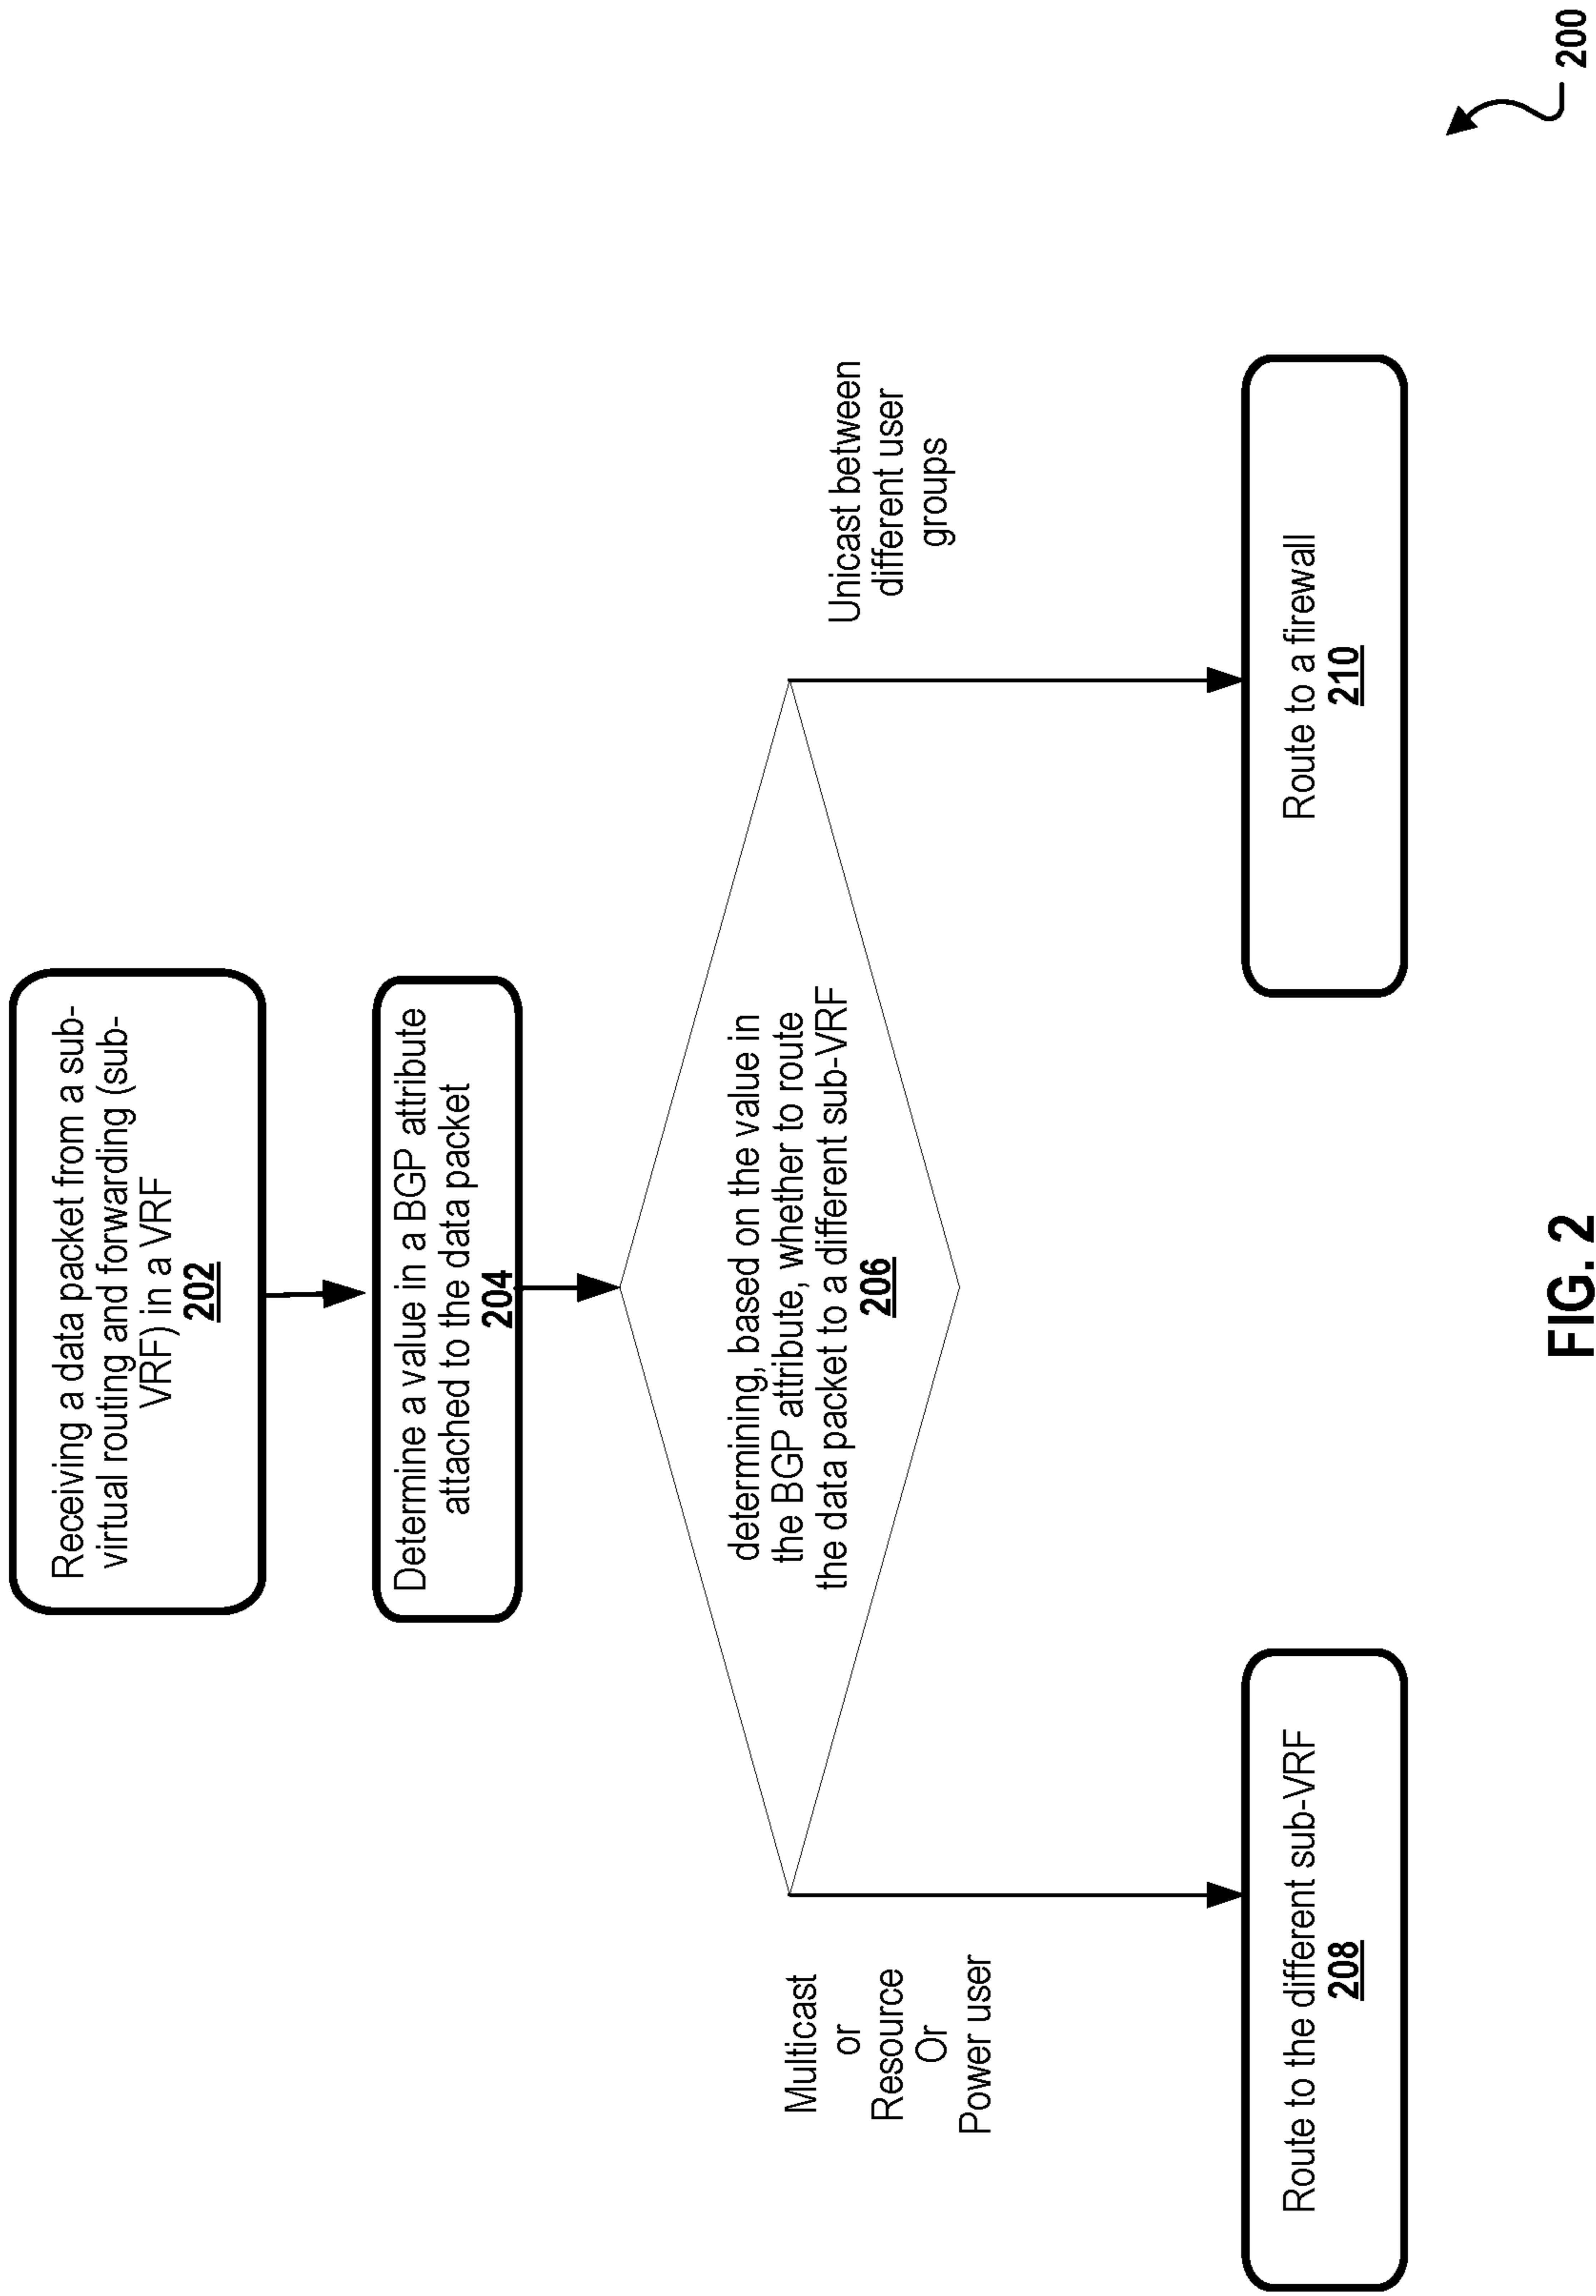 Receiving a data packet from a sub-
virtual routing and forwarding (sub-
VRF) in a VRF
202
Determine a value in a BGP attribute
attached to the data packet
204
determining, based on the value in
the BGP attribute, whether to route
the data packet to a different sub-VRF
206
Multicast
or
Resource
Or
Power user
Unicast between
different user
groups
Route to the different sub-VRF
208
Route to a firewall
210
200
FIG. 2